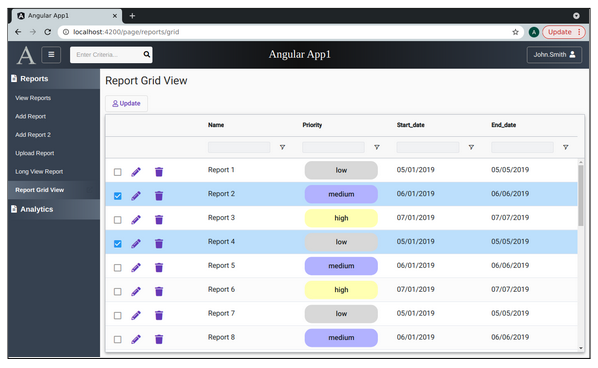 Angular App1
localhost:4200/page/reports/grid
A
Update
A
Enter Criteria...
Angular App1
John.Smith
Reports
View Reports
Add Report
Add Report 2
Upload Report
Long View Report
Report Grid View
Analytics
Report Grid View
Update
Name Priority Start_date End_date
Report 1 low 05/01/2019 05/05/2019
Report 2 medium 06/01/2019 06/06/2019
Report 3 high 07/01/2019 07/07/2019
Report 4 low 05/01/2019 05/05/2019
Report 5 medium 06/01/2019 06/06/2019
Report 6 high 07/01/2019 07/07/2019
Report 7 low 05/01/2019 05/05/2019
Report 8 medium 06/01/2019 06/06/2019